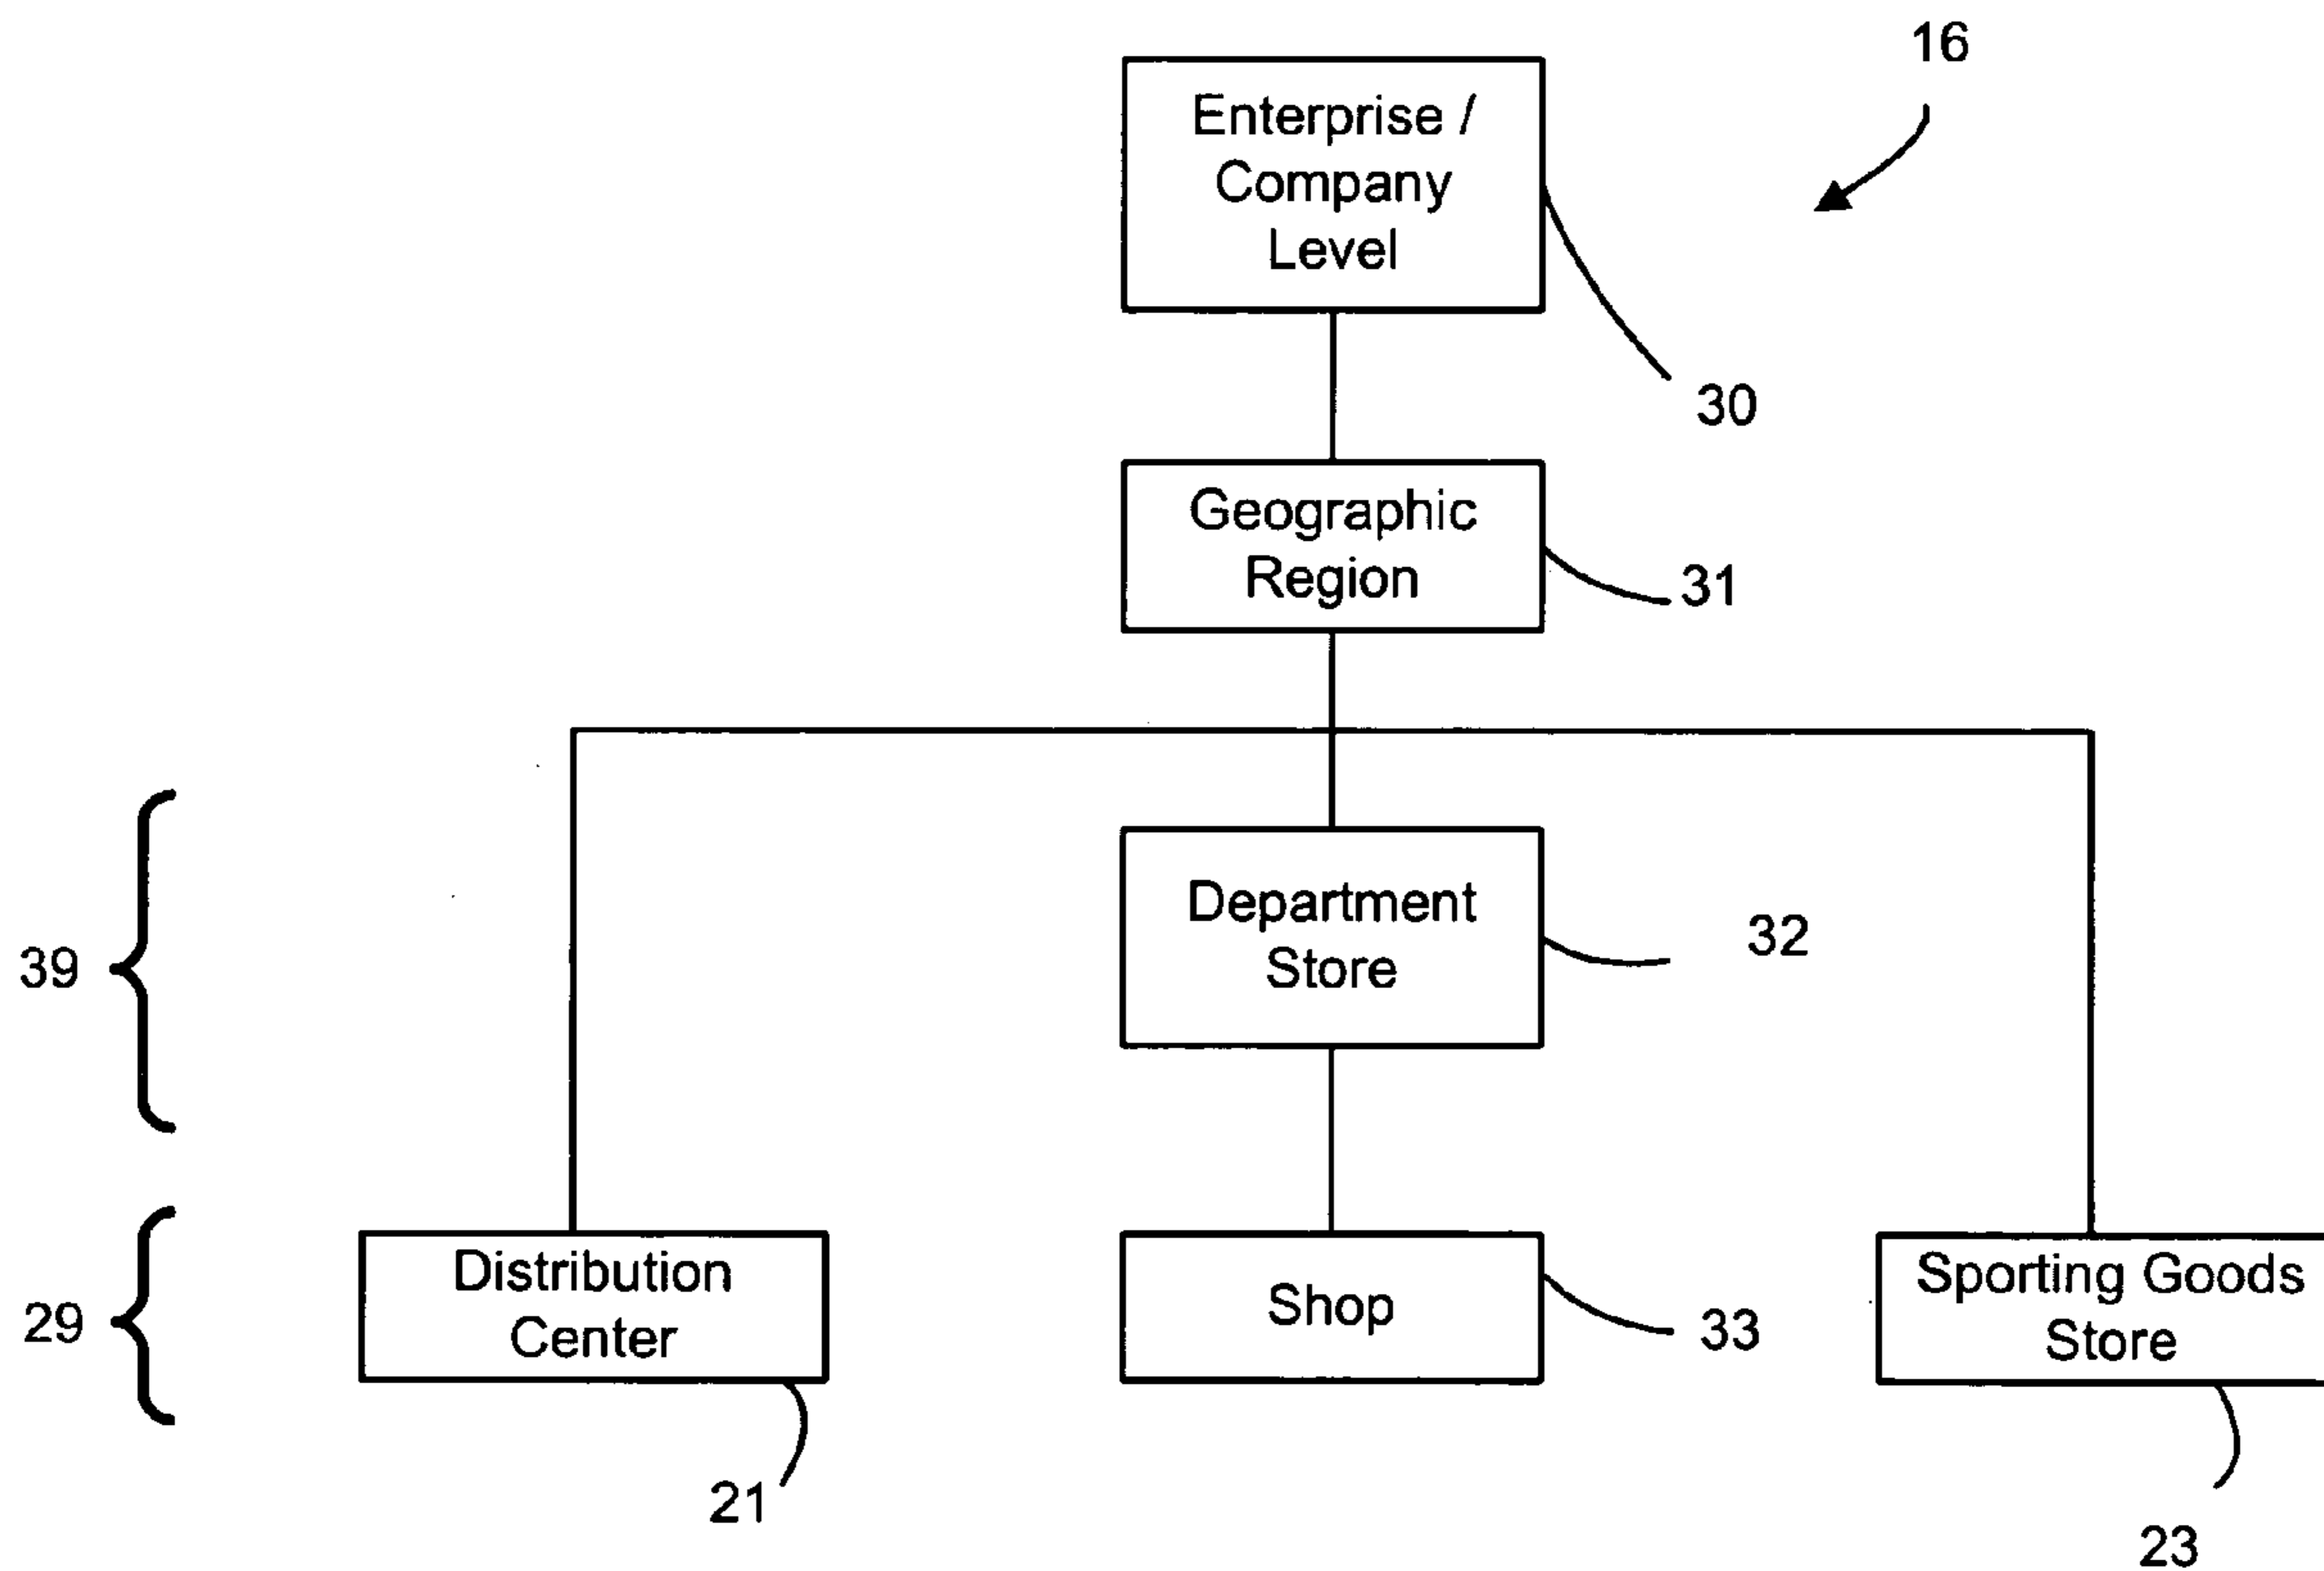 16
Enterprise /
Company
Level
30
Geographic
Region
31
Department
Store
32
39
Distribution
Center
Shop
Sporting Goods
Store
29
33
21
23